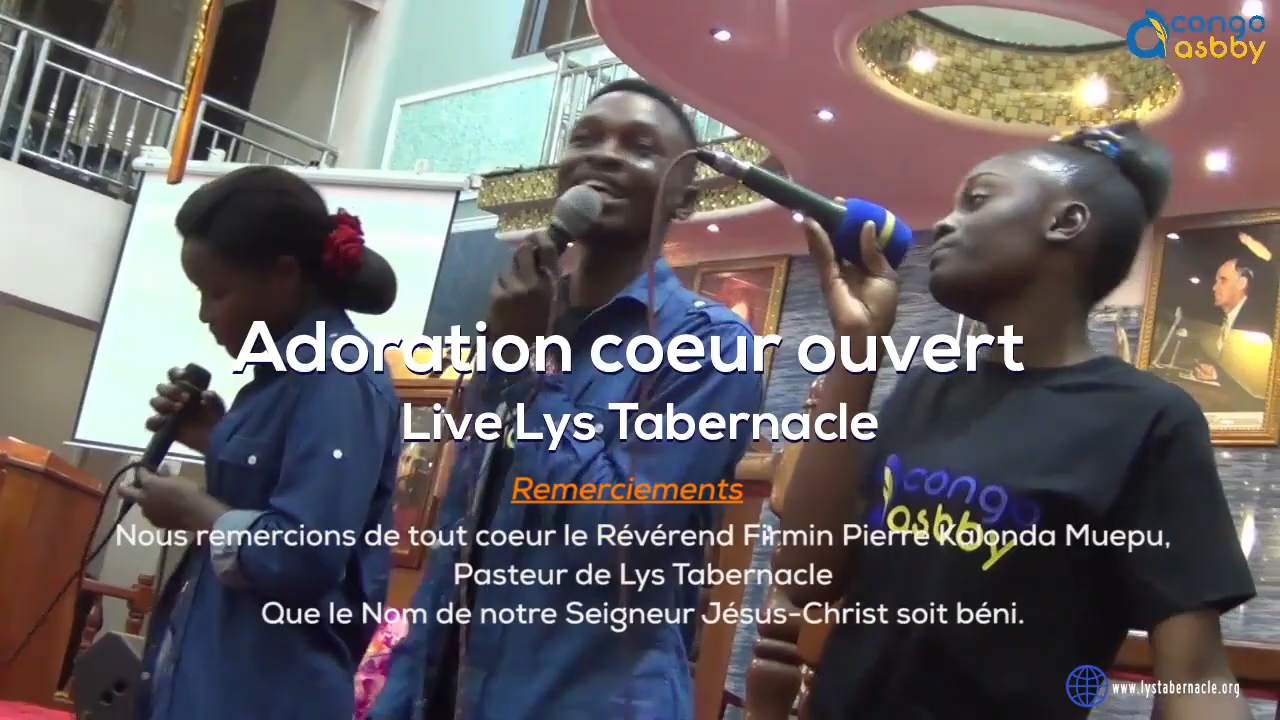 congo
asbby
Adoration coeur ouvert
Live Lys Tabernacle
Remerciements
congo
asbby
Nous remercions de tout coeur le Révérend Firmin Pierre Kalonda Muepu,
Pasteur de Lys Tabernacle
Que le Nom de notre Seigneur Jésus-Christ soit béni.
www.lystabernacle.org